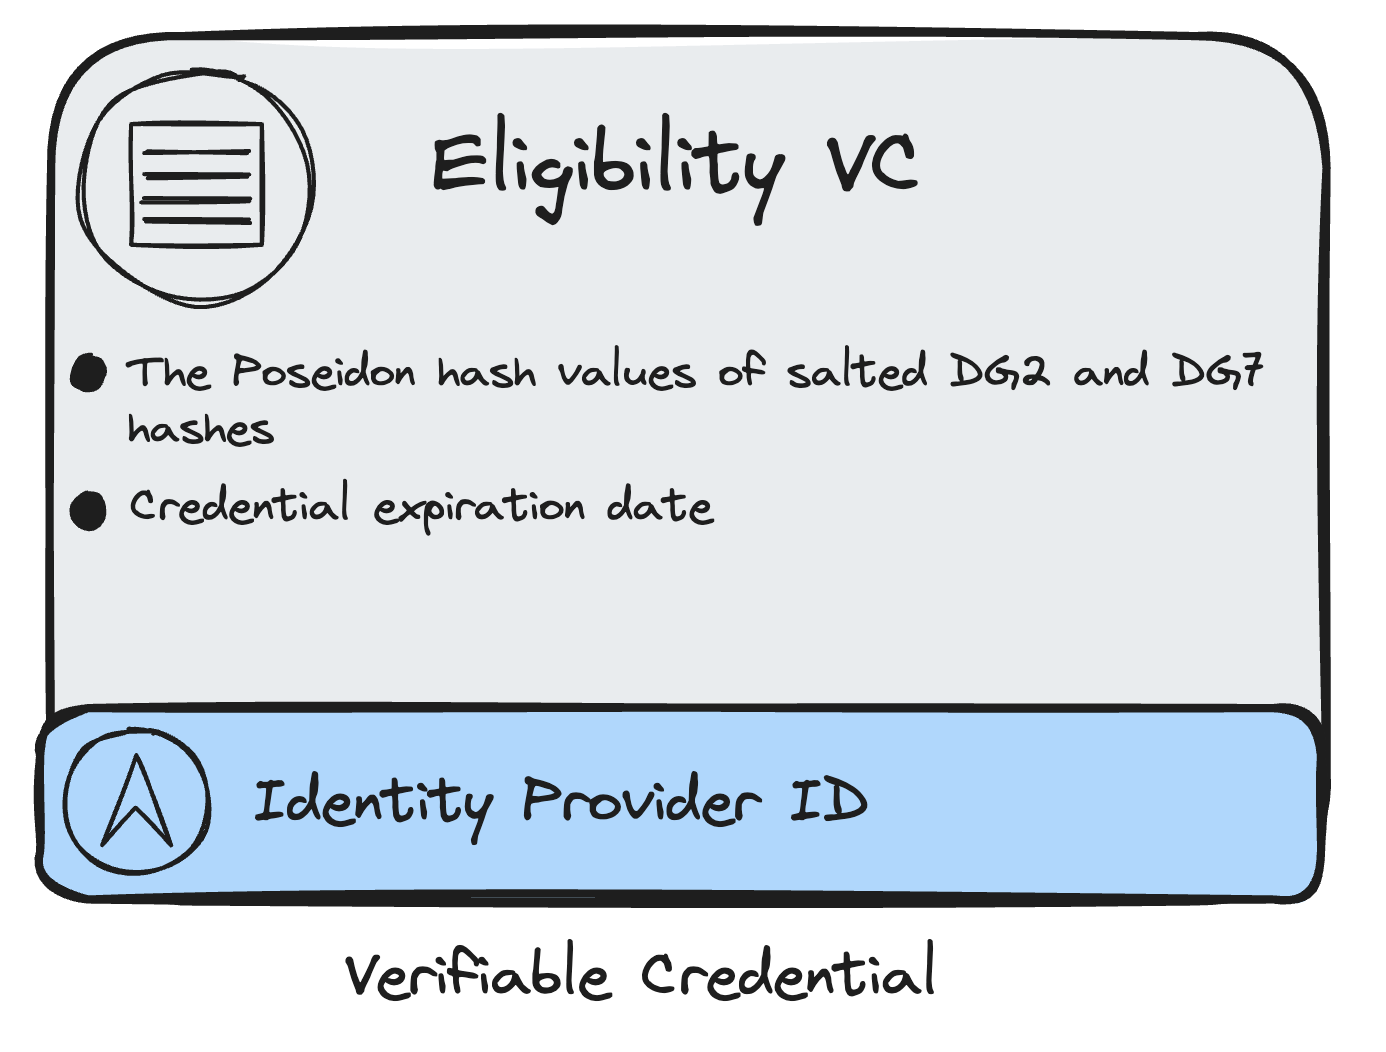 Eligibility VC
The Poseidon hash values of salted DG2 and DG7
hashes
Credential expiration date
Identity Provider ID
Verifiable Credential